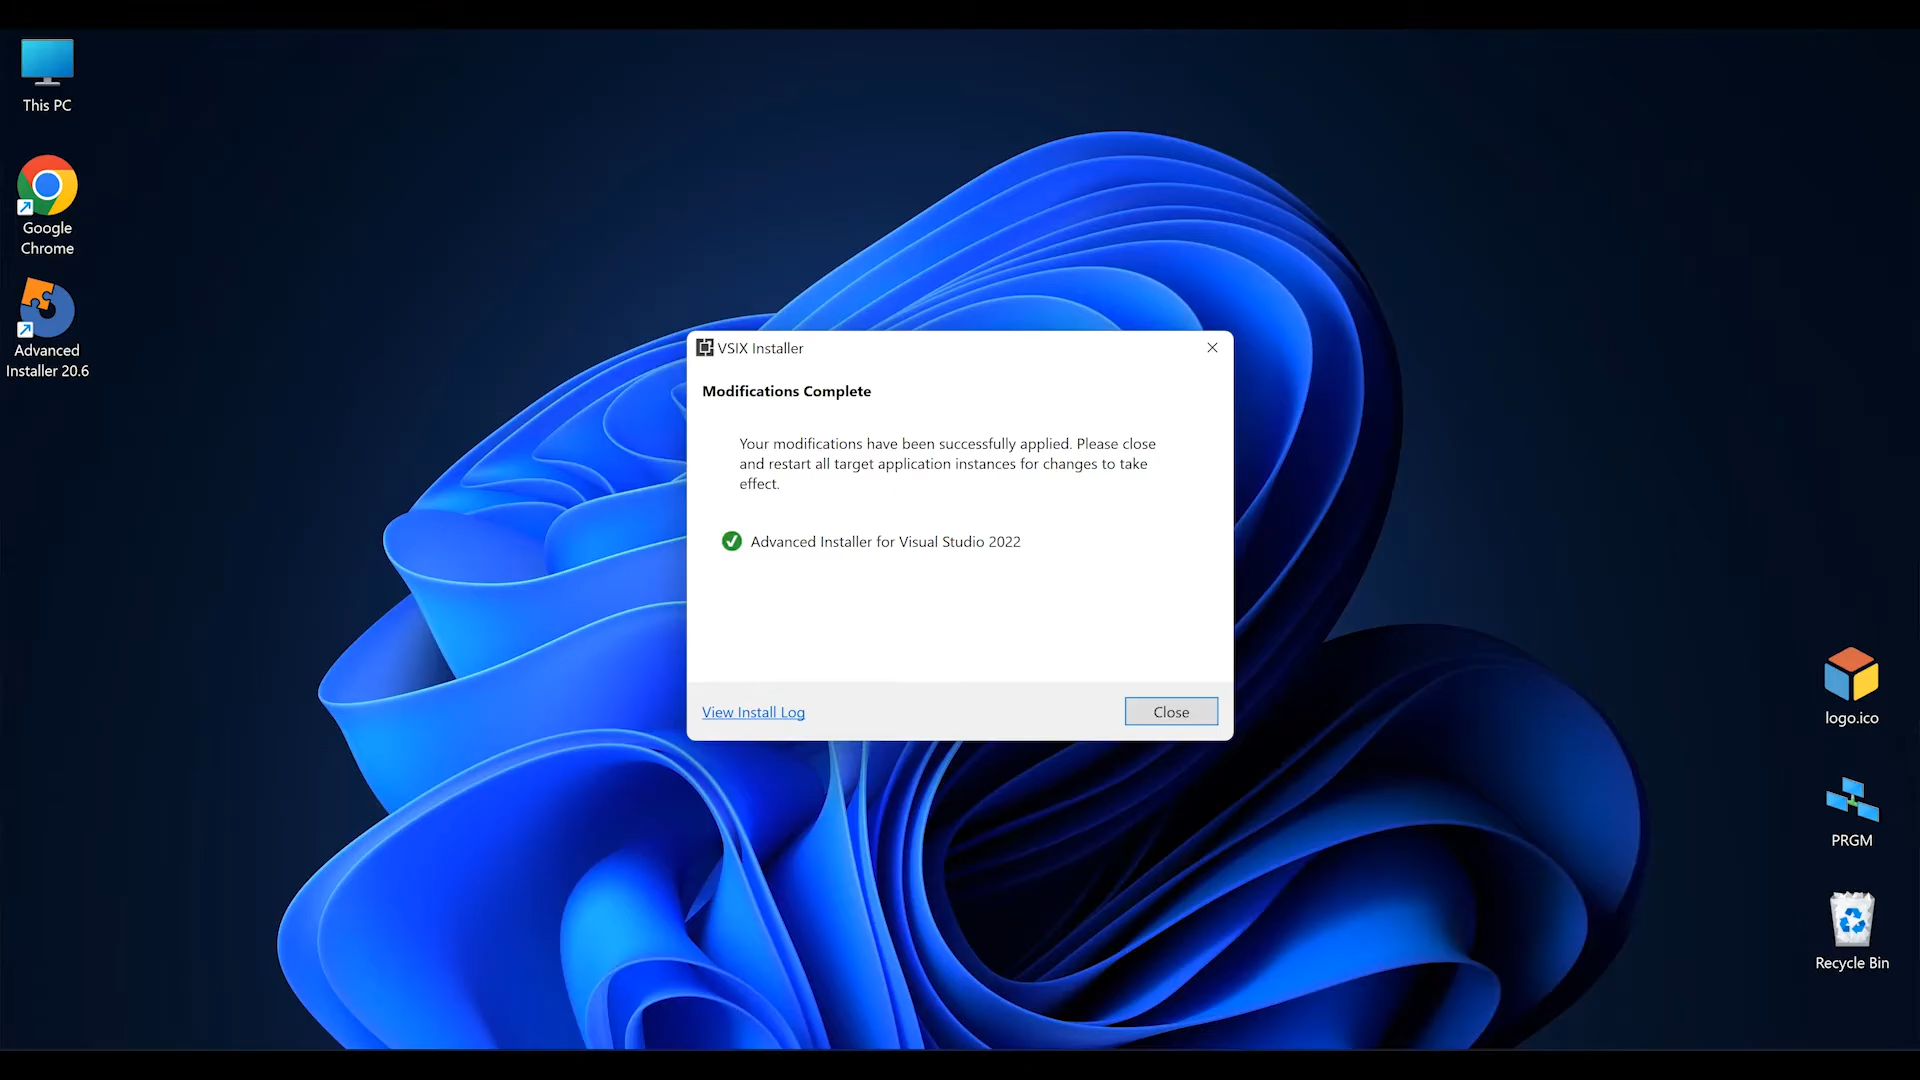 This PC
Google
Chrome
Advanced
Installer 20.6
VSIX Installer
Modifications Complete
Your modifications have been successfully applied. Please close
and restart all target application instances for changes to take
effect.
Advanced Installer for Visual Studio 2022
View Install Log
Close
logo.ico
PRGM
Recycle Bin